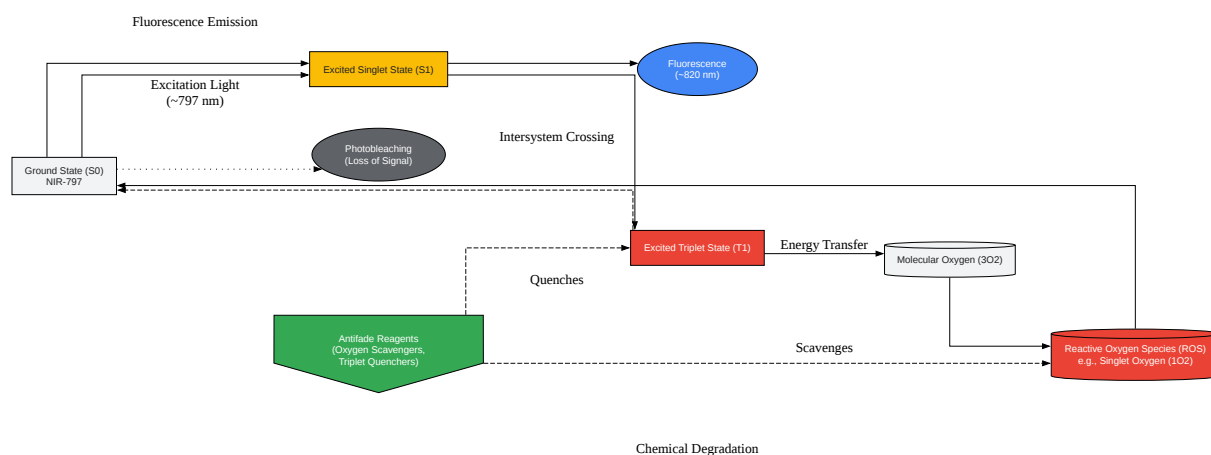 Fluorescence Emission
Excited Singlet State (S1)
Fluorescence
(~820 nm)
Excitation Light
(~797 nm)
Intersystem Crossing
Photobleaching
(Loss of Signal)
Ground State (S0)
NIR-797
Excited Triplet State (T1)
Energy Transfer
Molecular Oxygen (3O2)
Quenches
Antifade Reagents
(Oxygen Scavengers,
Triplet Quenchers)
Scavenges
Reactive Oxygen Species (ROS)
e.g., Singlet Oxygen (1O2)
Chemical Degradation